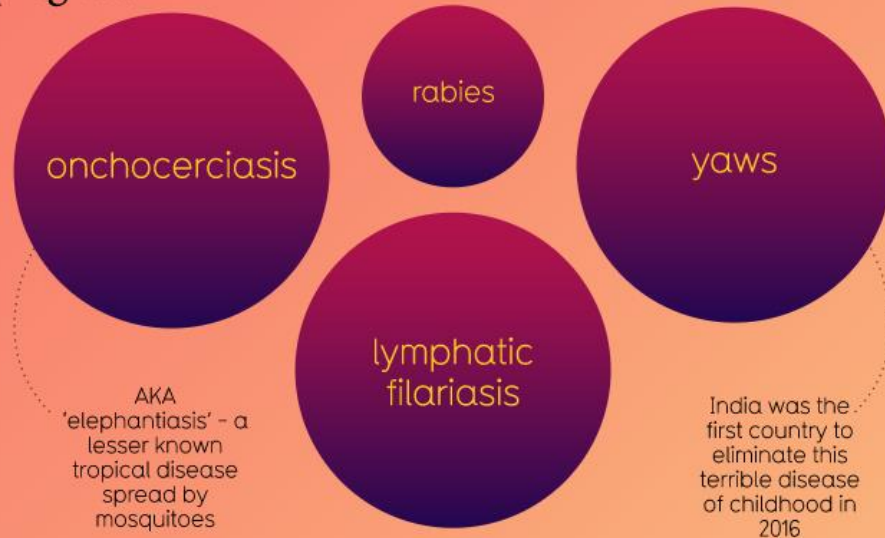 rabies
onchocerciasis
yaws
lymphatic
filariasis
AKA
'elephantiasis' - a
lesser known
tropical disease
spread by
mosquitoes
India was the
first country to
eliminate this
terrible disease
of childhood in
2016